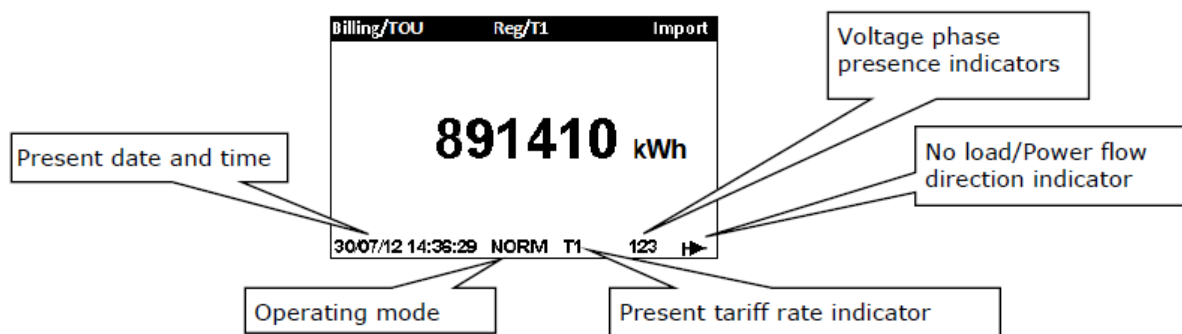 Billing/TOU Reg/T1 Import
Voltage phase
presence indicators
891410 kWh
Present date and time
No load/Power flow
direction indicator
30/07/12 14:36:29 NORM T1 123
Operating mode
Present tariff rate indicator